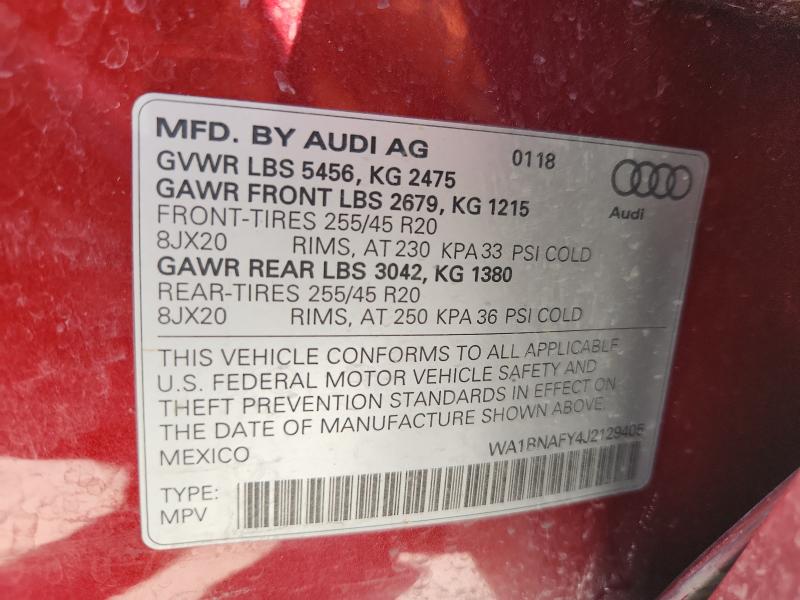 MFD. BY AUDI AG 0118
GVWR LBS 5456, KG 2475
GAWR FRONT LBS 2679, KG 1215
FRONT-TIRES 255/45 R20
8JX20 RIMS, AT 230 KPA 33 PSI COLD
GAWR REAR LBS 3042, KG 1380
REAR-TIRES 255/45 R20
8JX20 RIMS, AT 250 KPA 36 PSI COLD
Audi
THIS VEHICLE CONFORMS TO ALL APPLICABLE
U.S. FEDERAL MOTOR VEHICLE SAFETY AND
THEFT PREVENTION STANDARDS IN EFFECT ON
THE DATE OF MANUFACTURE SHOWN ABOVE.
MEXICO WA1BNAFY4J2129405
TYPE:
MPV